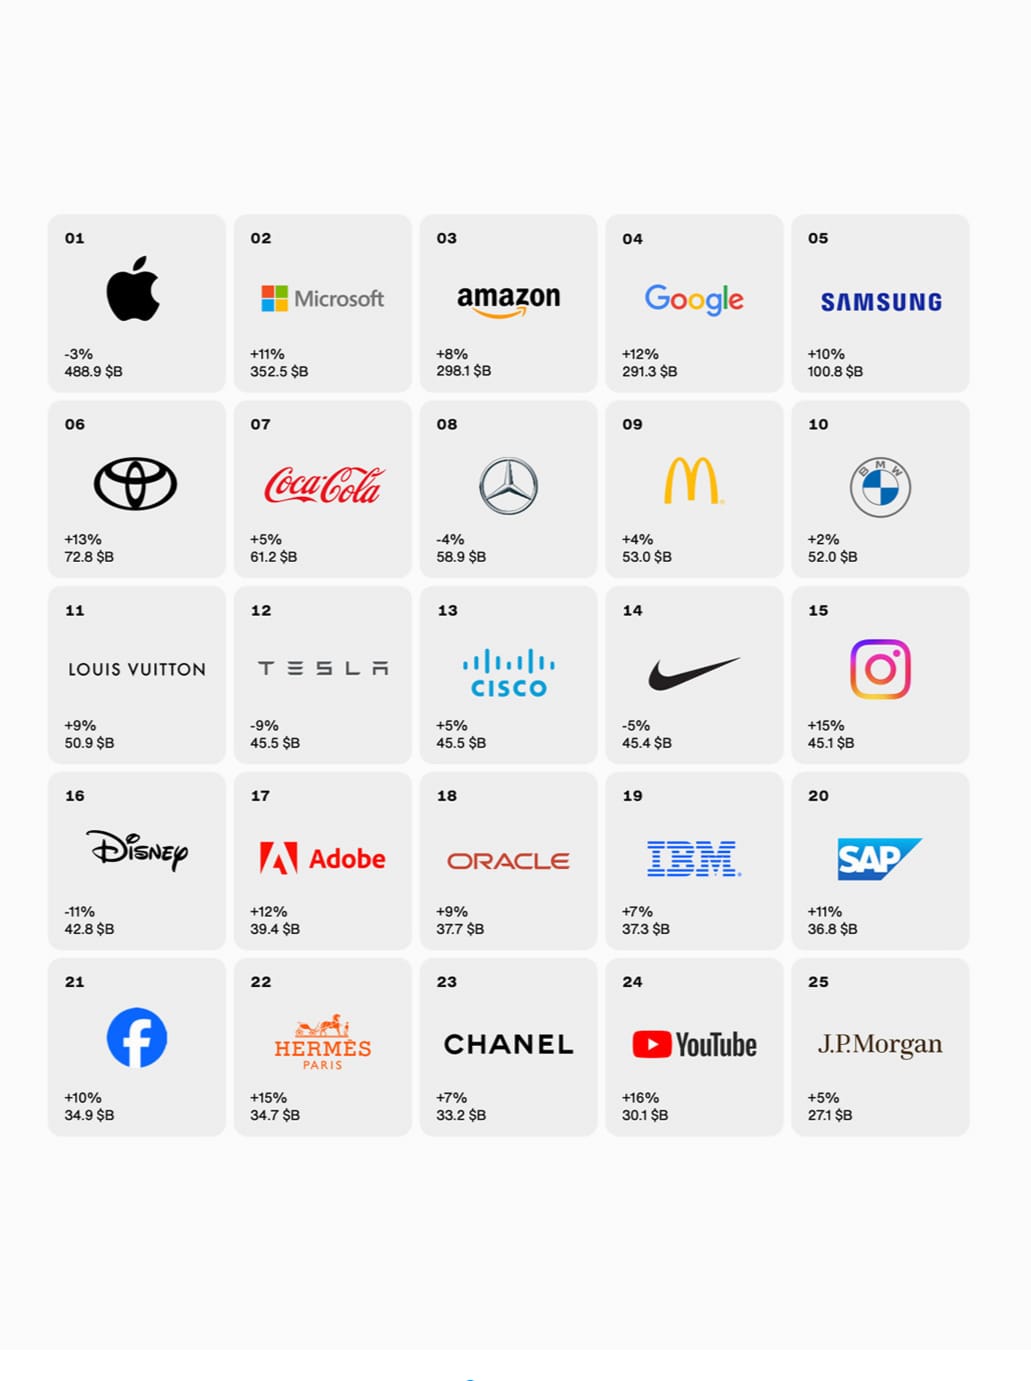 01
-3%
488.9 $B
02
Microsoft
+11%
352.5 $B
03
amazon
+8%
298.1 $B
04
Google
+12%
291.3 $B
05
SAMSUNG
+10%
100.8 $B
06
+13%
72.8 $B
07
Coca-Cola
+5%
61.2 $B
08
-4%
58.9 $B
09
+4%
53.0 $B
10
BMW
+2%
52.0 $B
11
LOUIS VUITTON
+9%
50.9 $B
12
TESLA
-9%
45.5 $B
13
CISCO
+5%
45.5 $B
14
-5%
45.4 $B
15
+15%
45.1 $B
16
Disney
-11%
42.8 $B
17
Adobe
+12%
39.4 $B
18
ORACLE
+9%
37.7 $B
19
IBM®
+7%
37.3 $B
20
SAP
+11%
36.8 $B
21
f
+10%
34.9 $B
22
HERMÈS
PARIS
+15%
34.7 $B
23
CHANEL
+7%
33.2 $B
24
YouTube
+16%
30.1 $B
25
J.P.Morgan
+5%
27.1 $B